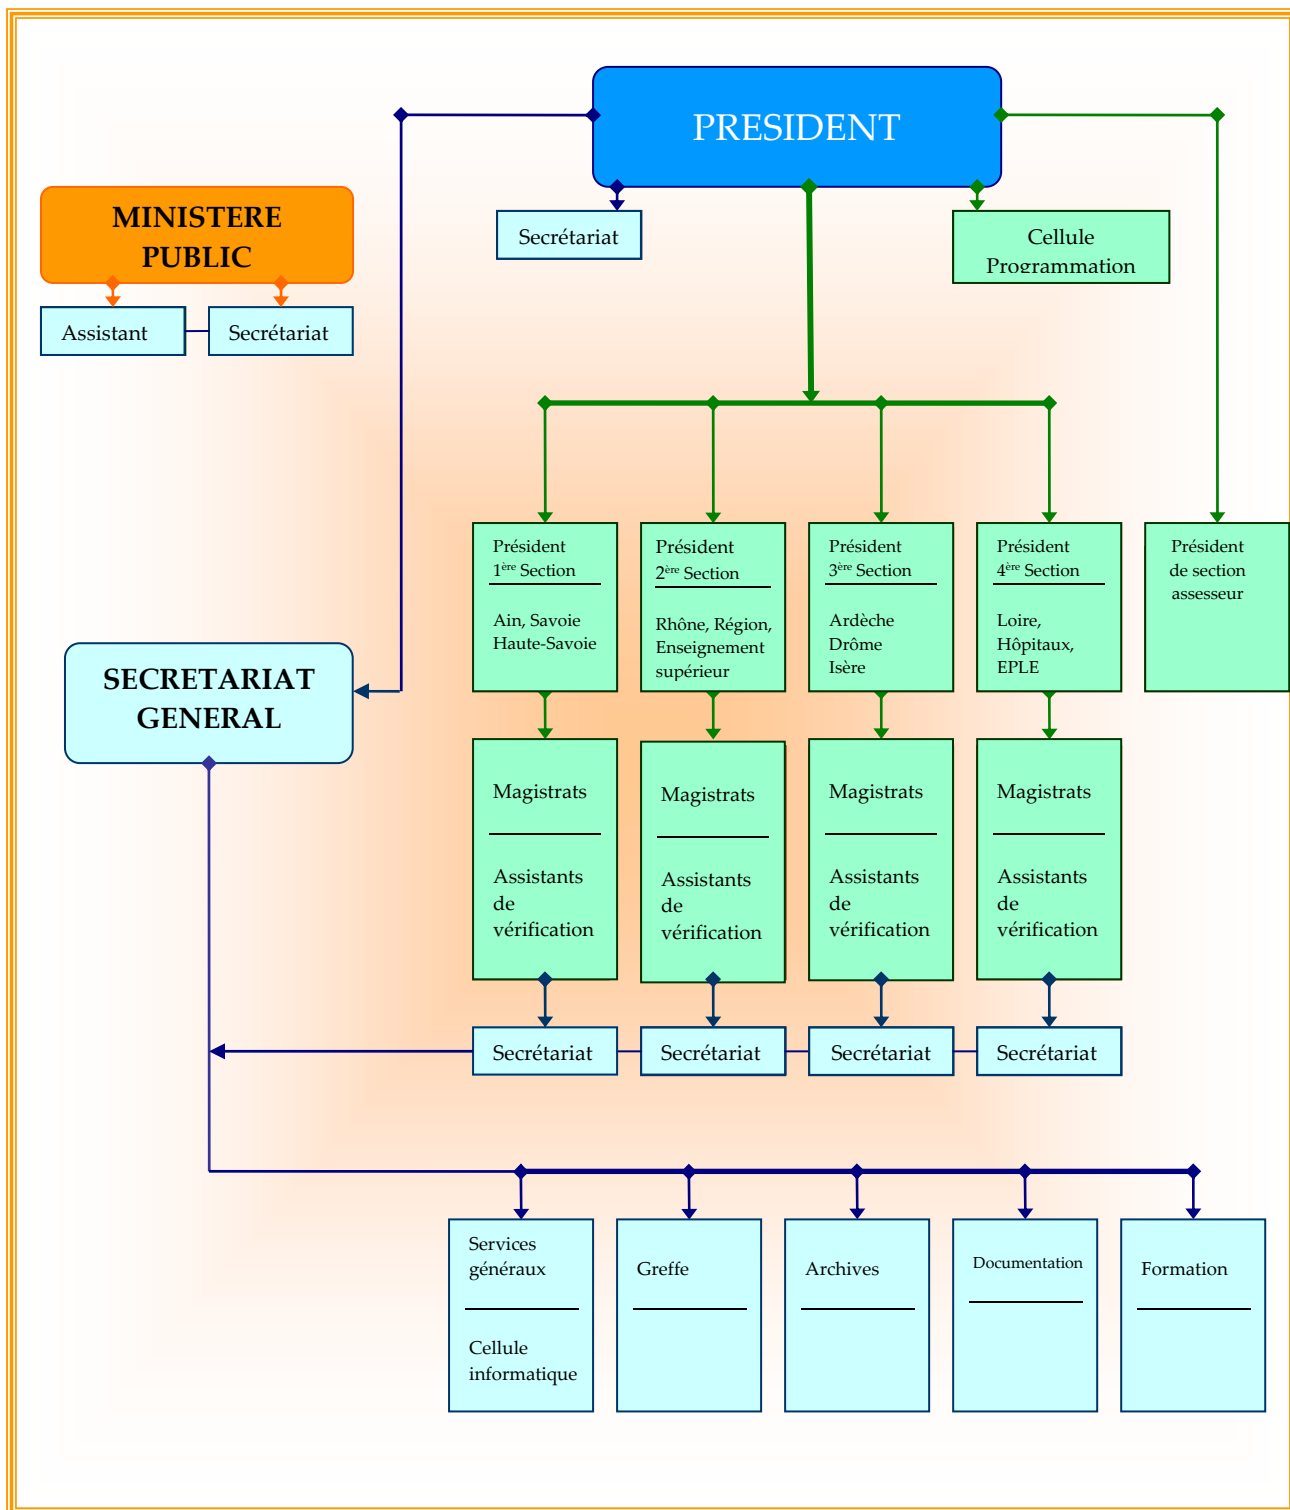 PRESIDENT
MINISTERE
PUBLIC
Secrétariat
Cellule
Programmation
Assistant
Secrétariat
Président
1ère Section
Ain, Savoie
Haute-Savoie
Président
2ère Section
Rhône, Région,
Enseignement
supérieur
Président
3ère Section
Ardèche
Drôme
Isère
Président
4ère Section
Loire,
Hôpitaux,
EPLE
Président
de section
assesseur
SECRETARIAT
GENERAL
Magistrats
Assistants
de
vérification
Magistrats
Assistants
de
vérification
Magistrats
Assistants
de
vérification
Magistrats
Assistants
de
vérification
Secrétariat
Secrétariat
Secrétariat
Secrétariat
Services
généraux
Cellule
informatique
Greffe
Archives
Documentation
Formation